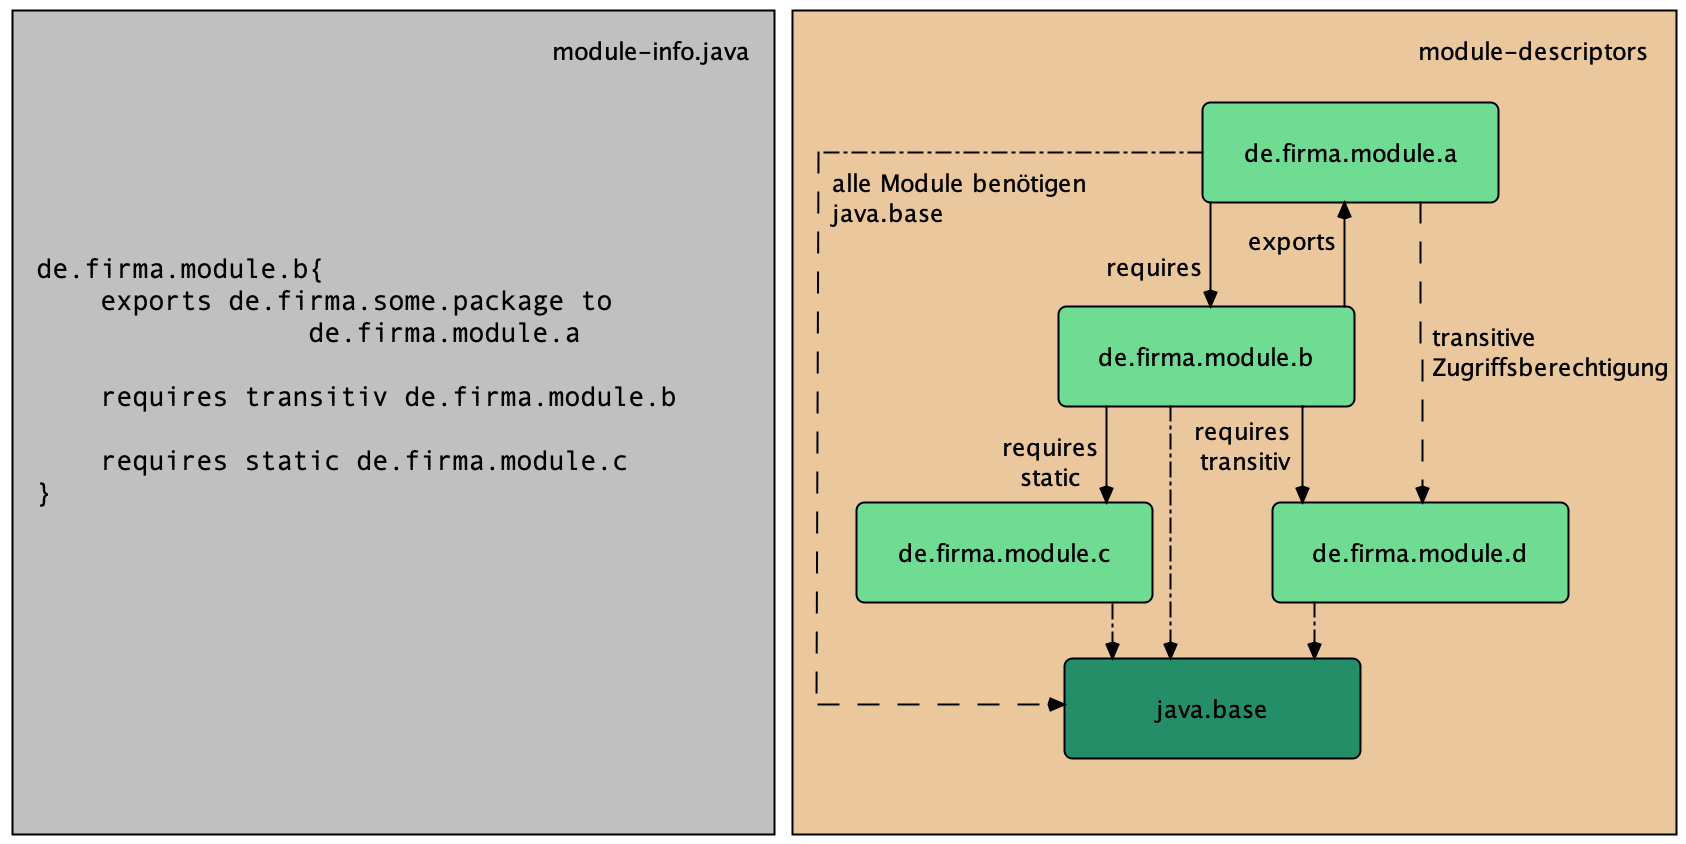 module-info.java
de.firma.module.b{
exports de.firma.some.package to
de.firma.module.a
requires transitiv de.firma.module.b
requires static de.firma.module.c
}
module-descriptors
de.firma.module.a
alle Module benötigen
java.base
exports
requires
transitive
Zugriffsberechtigung
de.firma.module.b
requires
static
requires
transitiv
de.firma.module.c
de.firma.module.d
java.base